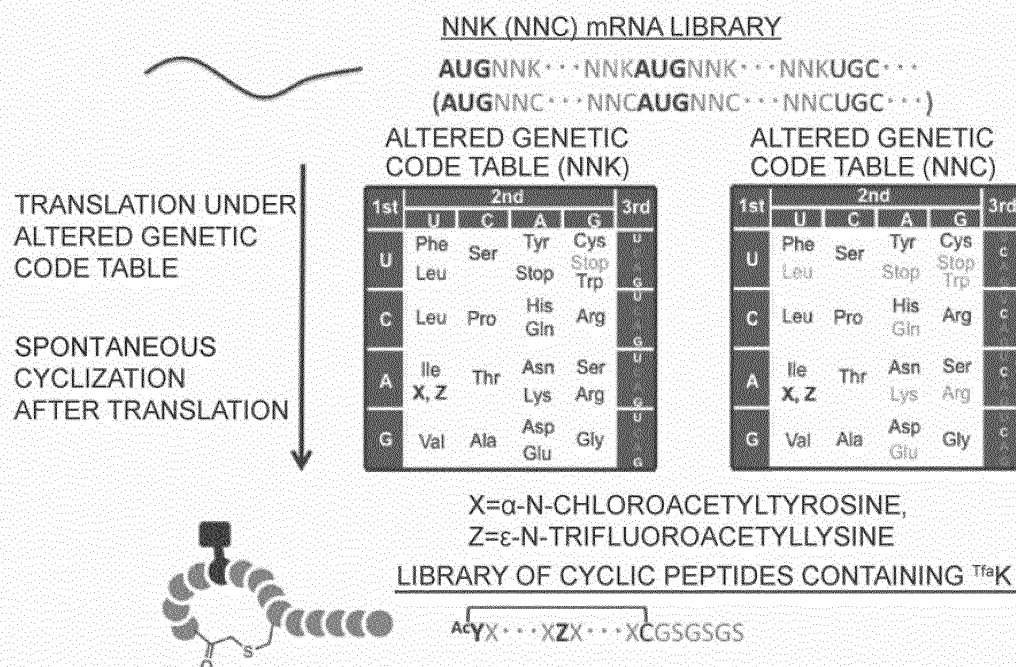 NNK (NNC) mRNA LIBRARY
AUGNNK···NNKAUGNNK···NNKUGC···
(AUGNNC···NNCAUGNNC···NNCUGC···)
ALTERED GENETIC
CODE TABLE (NNK)
ALTERED GENETIC
CODE TABLE (NNC)
TRANSLATION UNDER
ALTERED GENETIC
CODE TABLE
SPONTANEOUS
CYCLIZATION
AFTER TRANSLATION
1st 2nd 3rd
U C A G
U Phe Ser Tyr Cys U
Leu Stop Stop
Trp G
C Leu Pro His Arg U
Gln G
A Ile Thr Asn Ser U
X, Z Lys Arg G
G Val Ala Asp Gly U
Glu G
1st 2nd 3rd
U C A G
U Phe Ser Tyr Cys C
Leu Stop Stop
Trp
C Leu Pro His Arg C
Gln
A Ile Thr Asn Ser C
X, Z Lys Arg
G Val Ala Asp Gly C
Glu
X=α-N-CHLOROACETYLTYROSINE,
Z=ε-N-TRIFLUOROACETYLLYSINE
LIBRARY OF CYCLIC PEPTIDES CONTAINING TfaK
AcYX···XZX···XCGSGSGS
S
O